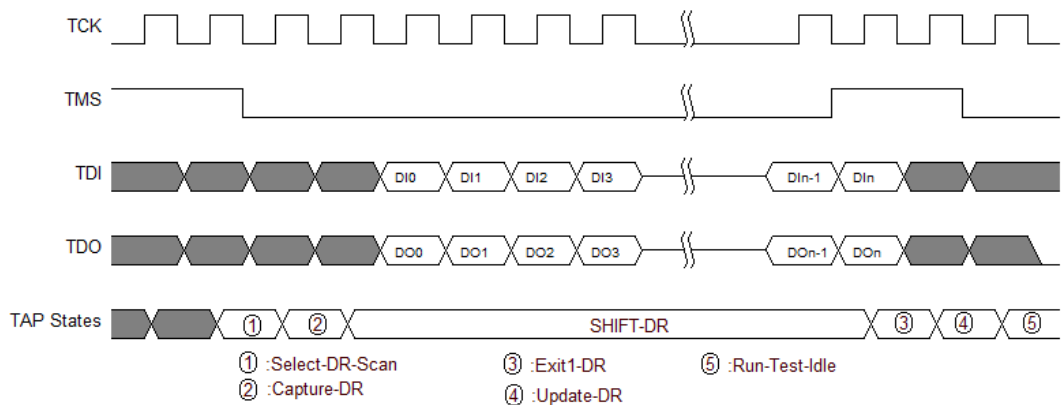 TCK
TMS
TDI DI0 DI1 DI2 DI3 DIn-1 DIn
TDO DO0 DO1 DO2 DO3 DOn-1 DOn
TAP States 1 2 SHIFT-DR 3 4 5
1 :Select-DR-Scan 3 :Exit1-DR 5 :Run-Test-Idle
2 :Capture-DR 4 :Update-DR